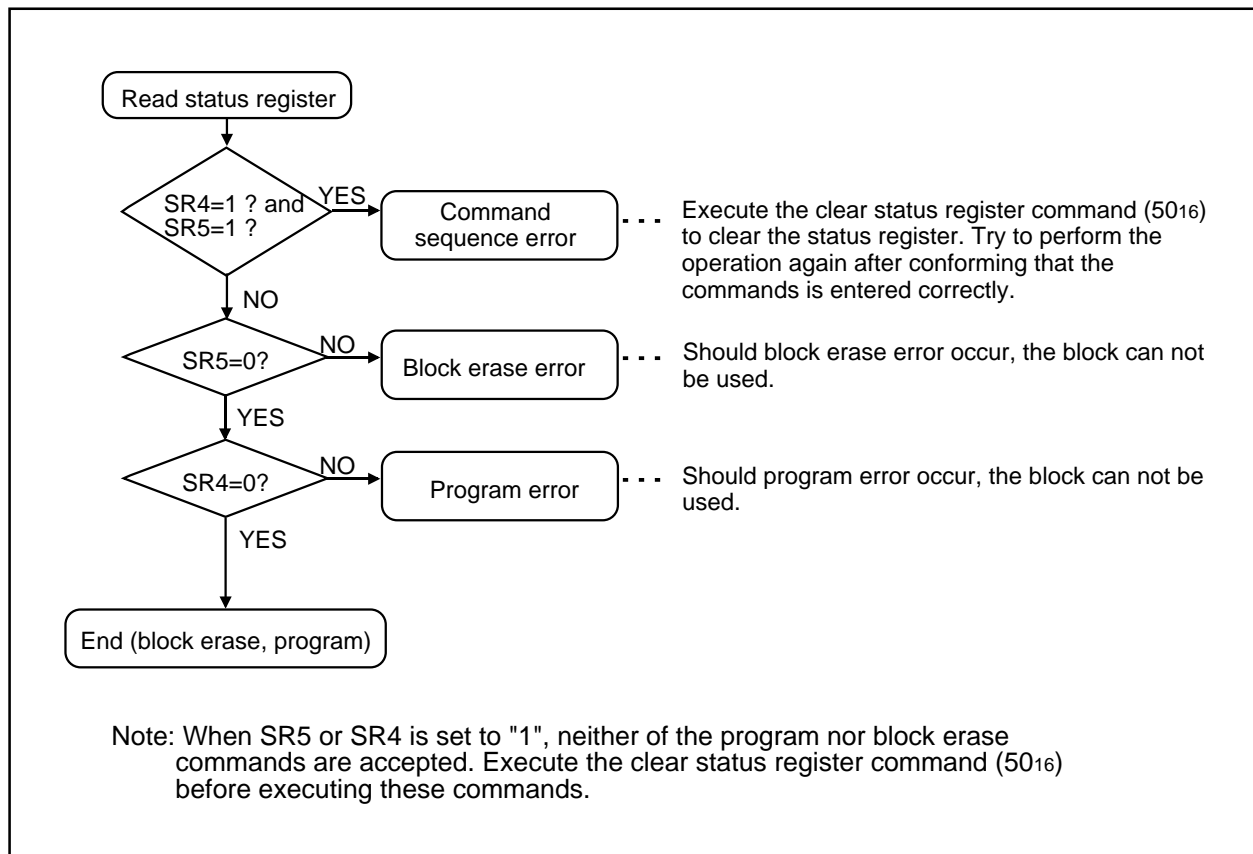 Read status register
SR4=1 ? and
SR5=1 ?
YES
Command
sequence error
Execute the clear status register command (5016)
to clear the status register. Try to perform the
operation again after conforming that the
commands is entered correctly.
NO
SR5=0?
NO
Block erase error
Should block erase error occur, the block can not
be used.
YES
SR4=0?
NO
Program error
Should program error occur, the block can not be
used.
YES
End (block erase, program)
Note: When SR5 or SR4 is set to "1", neither of the program nor block erase
commands are accepted. Execute the clear status register command (5016)
before executing these commands.